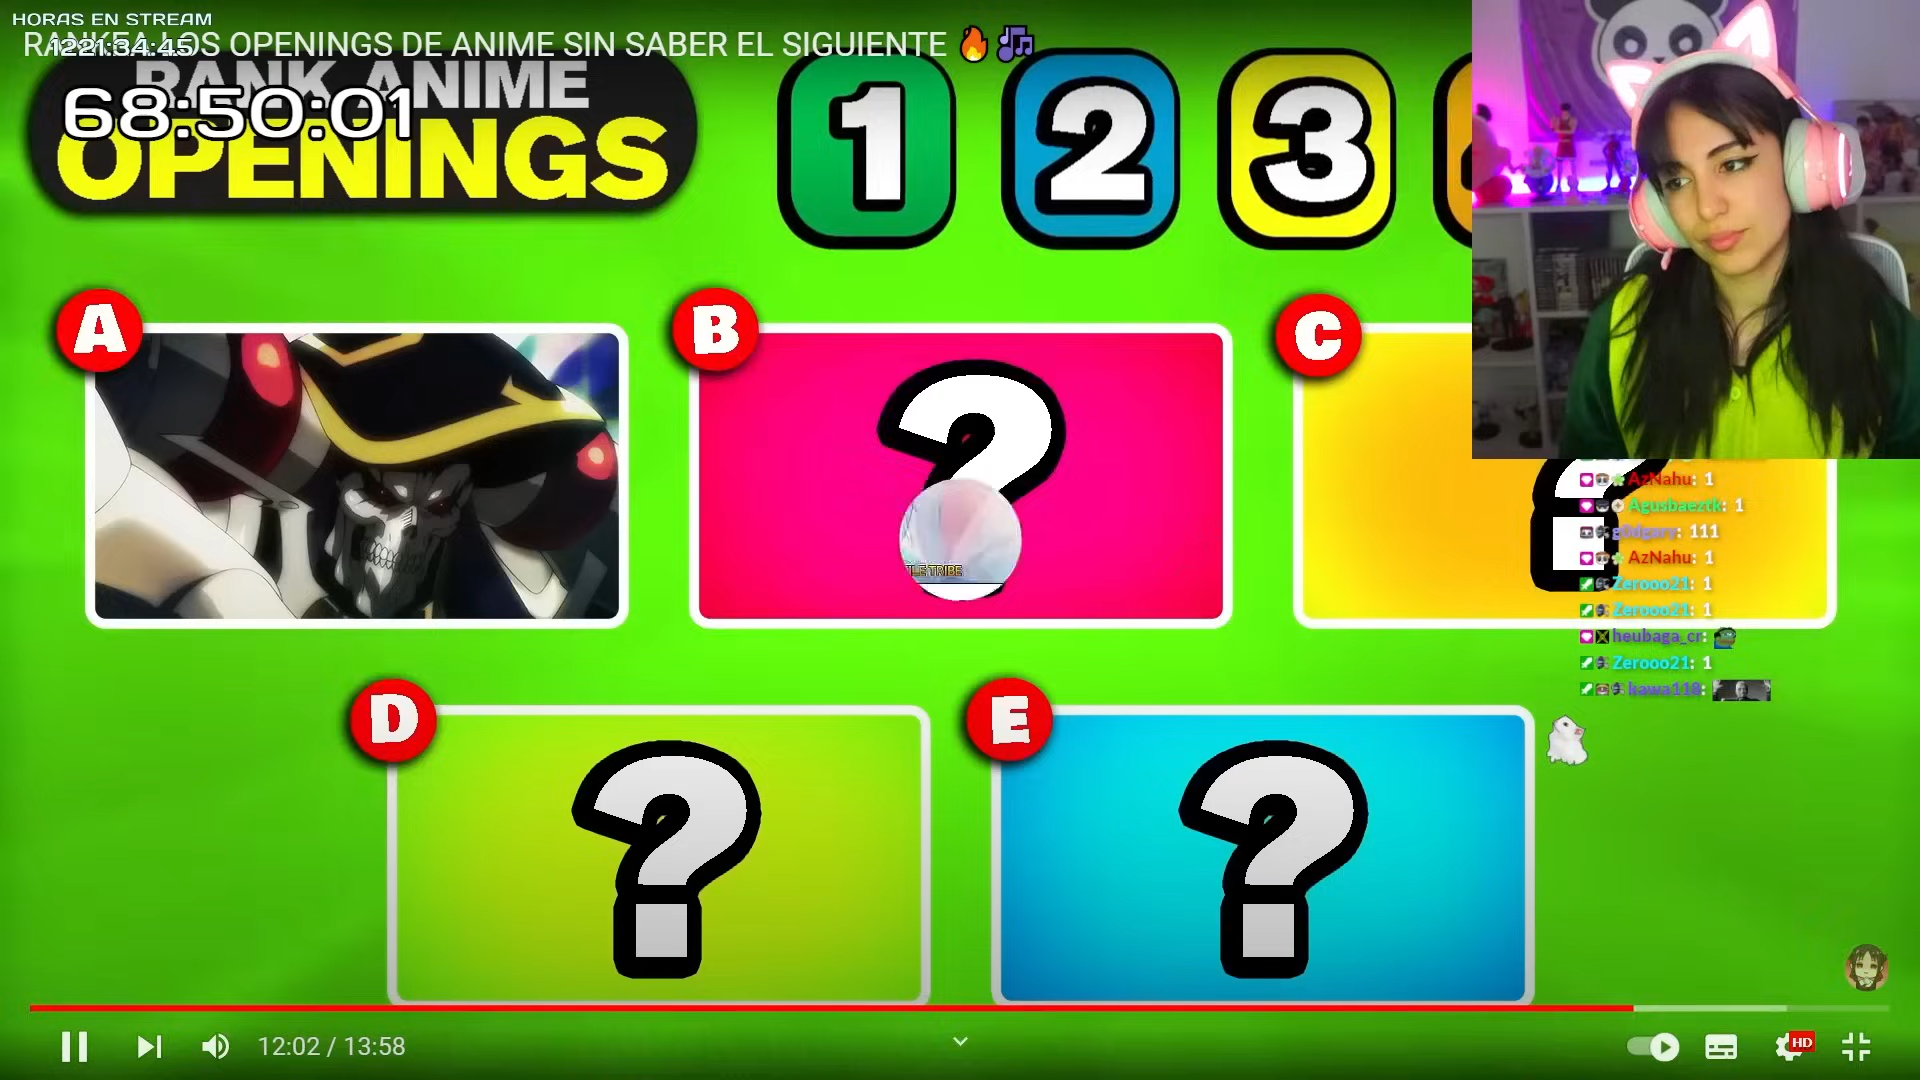 HORAS EN STREAM
RANKEA LOS OPENINGS DE ANIME SIN SABER EL SIGUIENTE
1221:34:45
RANK ANIME
68:50:01
OPENINGS
1
2
3
A
B
C
AzNahu: 1
Agusbaeztk: 1
111
AzNahu: 1
Zerooo21: 1
Zerooo21: 1
heubaga_cr:
Zerooo21: 1
kawa118:
TRIBE
D
E
12:02 / 13:58
HD